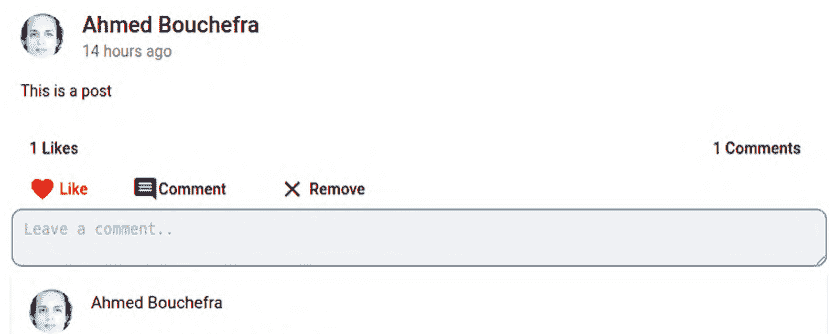 Ahmed Bouchefra
14 hours ago
This is a post
1 Likes 1 Comments
Like Comment Remove
Leave a comment..
Ahmed Bouchefra